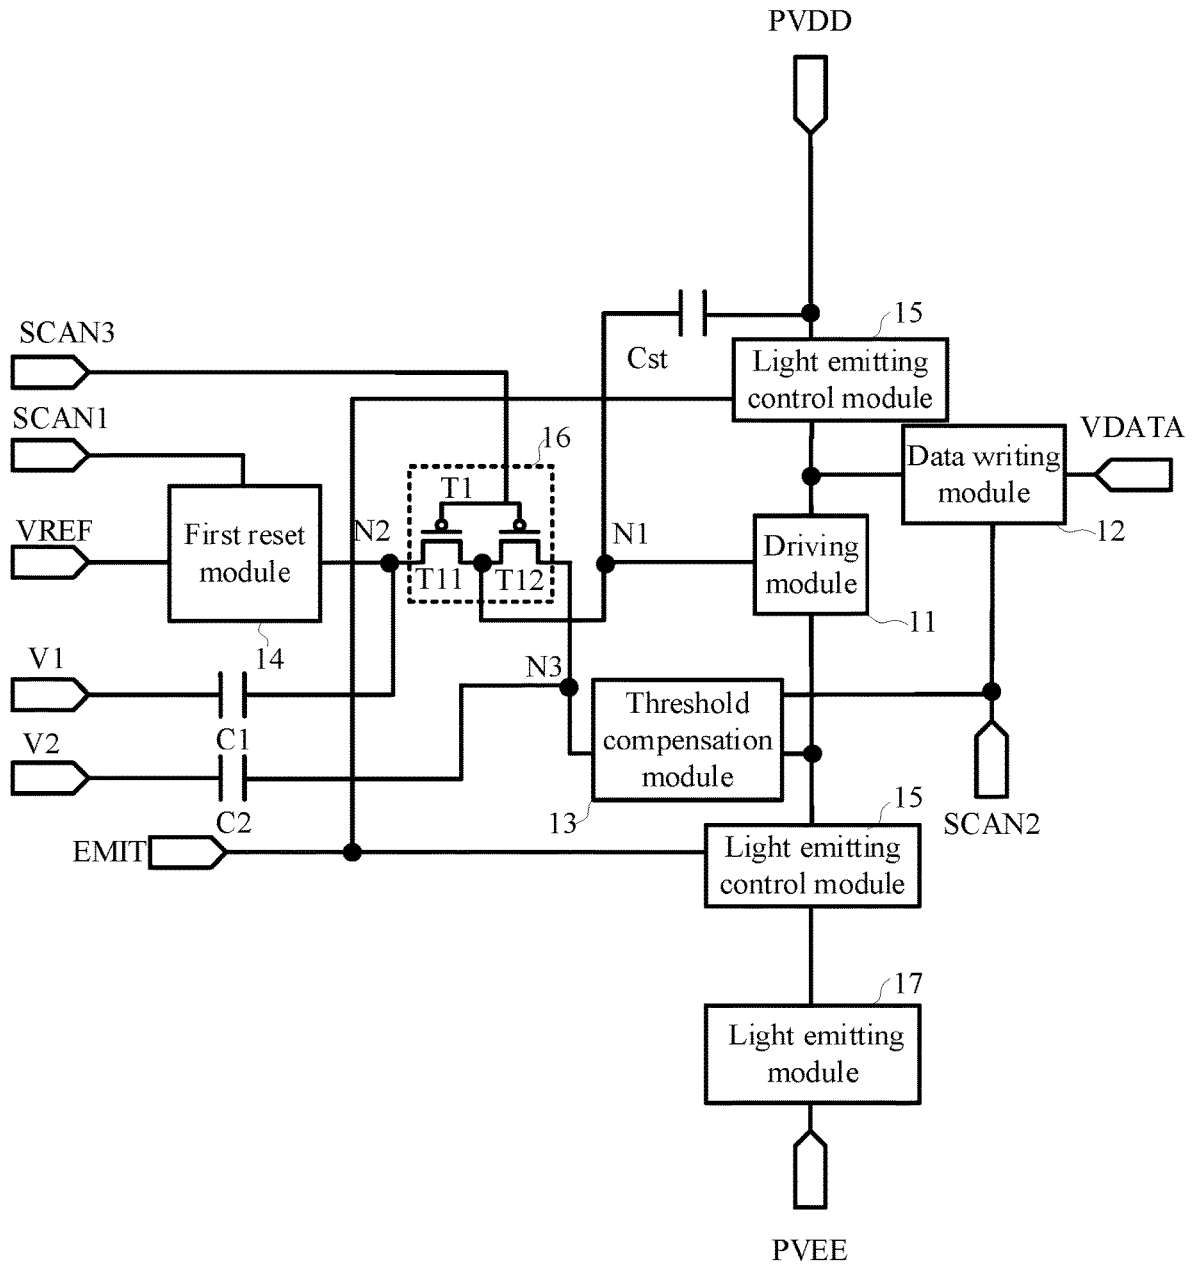 PVDD
SCAN3
Cst
15
Light emitting
control module
SCAN1
16
VDATA
Data writing
module
T1
VREF
First reset
module
N2
N1
12
Driving
module
T11
T12
11
14
V1
N3
Threshold
compensation
module
C1
V2
C2
13
15
SCAN2
EMIT
Light emitting
control module
17
Light emitting
module
PVEE